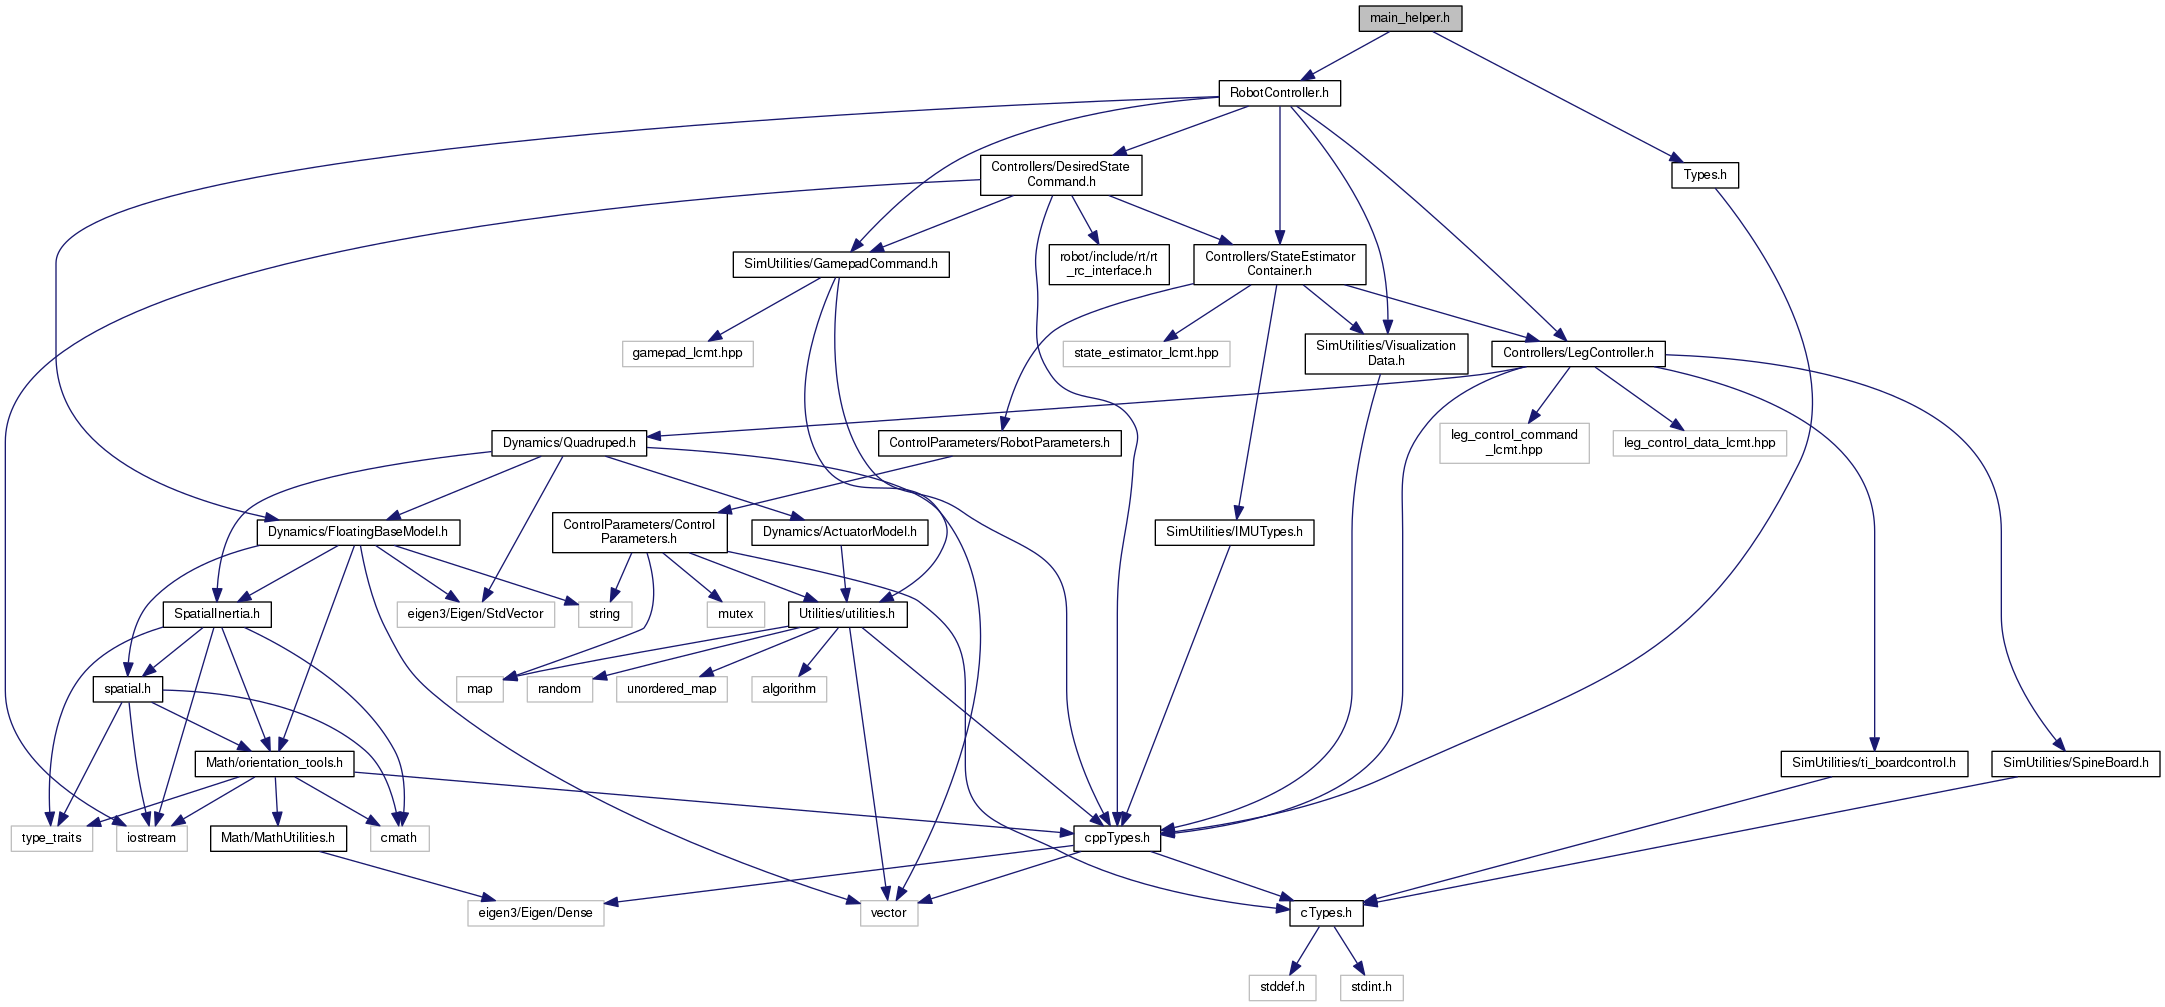 main_helper.h
RobotController.h
Controllers/DesiredState
Command.h
Types.h
SimUtilities/GamepadCommand.h
robot/include/rt/rt
_rc_interface.h
Controllers/StateEstimator
Container.h
gamepad_lcmt.hpp
state_estimator_lcmt.hpp
SimUtilities/Visualization
Data.h
Controllers/LegController.h
Dynamics/Quadruped.h
ControlParameters/RobotParameters.h
leg_control_command
_lcmt.hpp
leg_control_data_lcmt.hpp
Dynamics/FloatingBaseModel.h
ControlParameters/Control
Parameters.h
Dynamics/ActuatorModel.h
SimUtilities/IMUTypes.h
SpatialInertia.h
eigen3/Eigen/StdVector
string
mutex
Utilities/utilities.h
spatial.h
map
random
unordered_map
algorithm
Math/orientation_tools.h
SimUtilities/ti_boardcontrol.h
SimUtilities/SpineBoard.h
type_traits
iostream
Math/MathUtilities.h
cmath
cppTypes.h
eigen3/Eigen/Dense
vector
cTypes.h
stddef.h
stdint.h